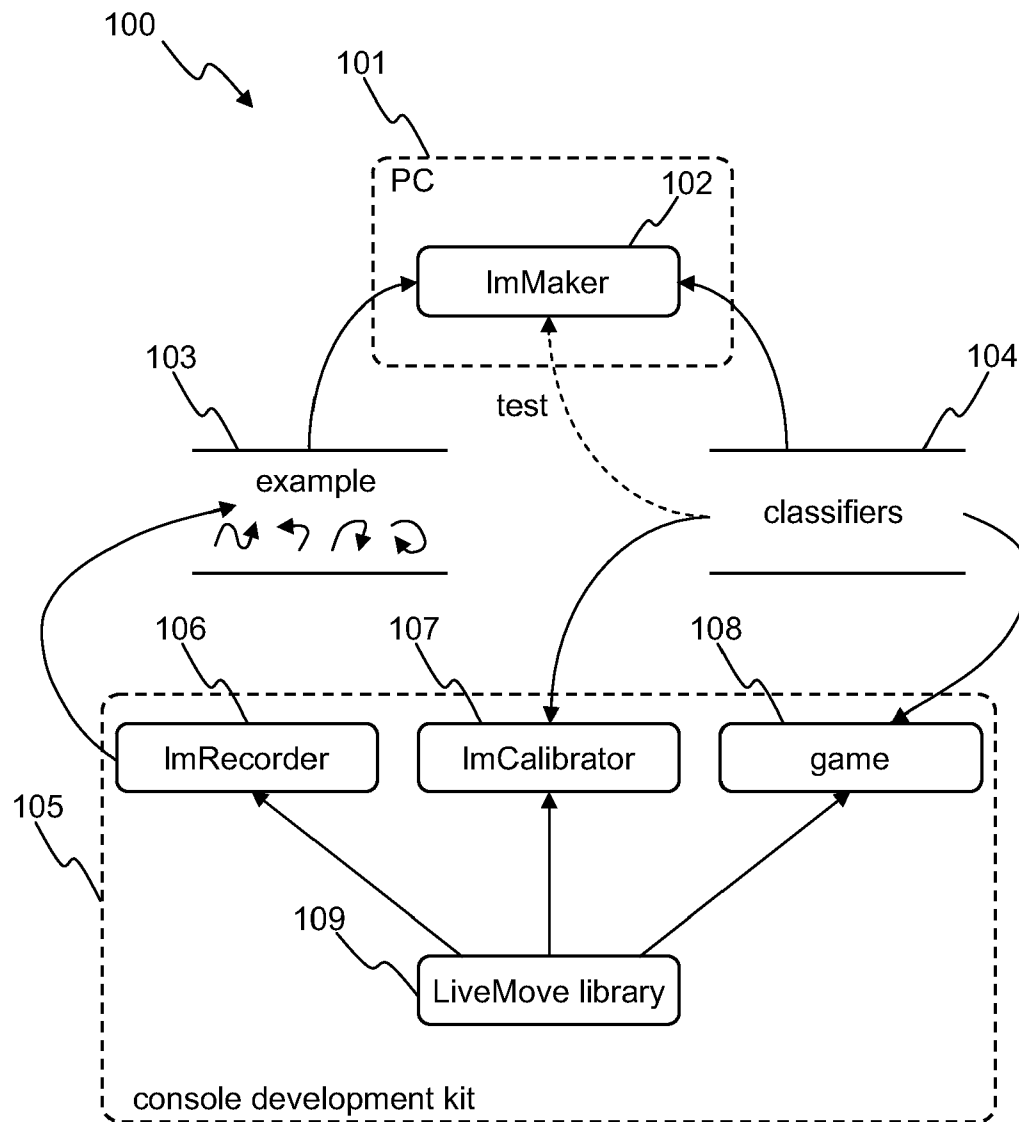 100
101
PC
102
lmMaker
103
104
test
example
classifiers
106
107
108
lmRecorder
lmCalibrator
game
105
109
LiveMove library
console development kit